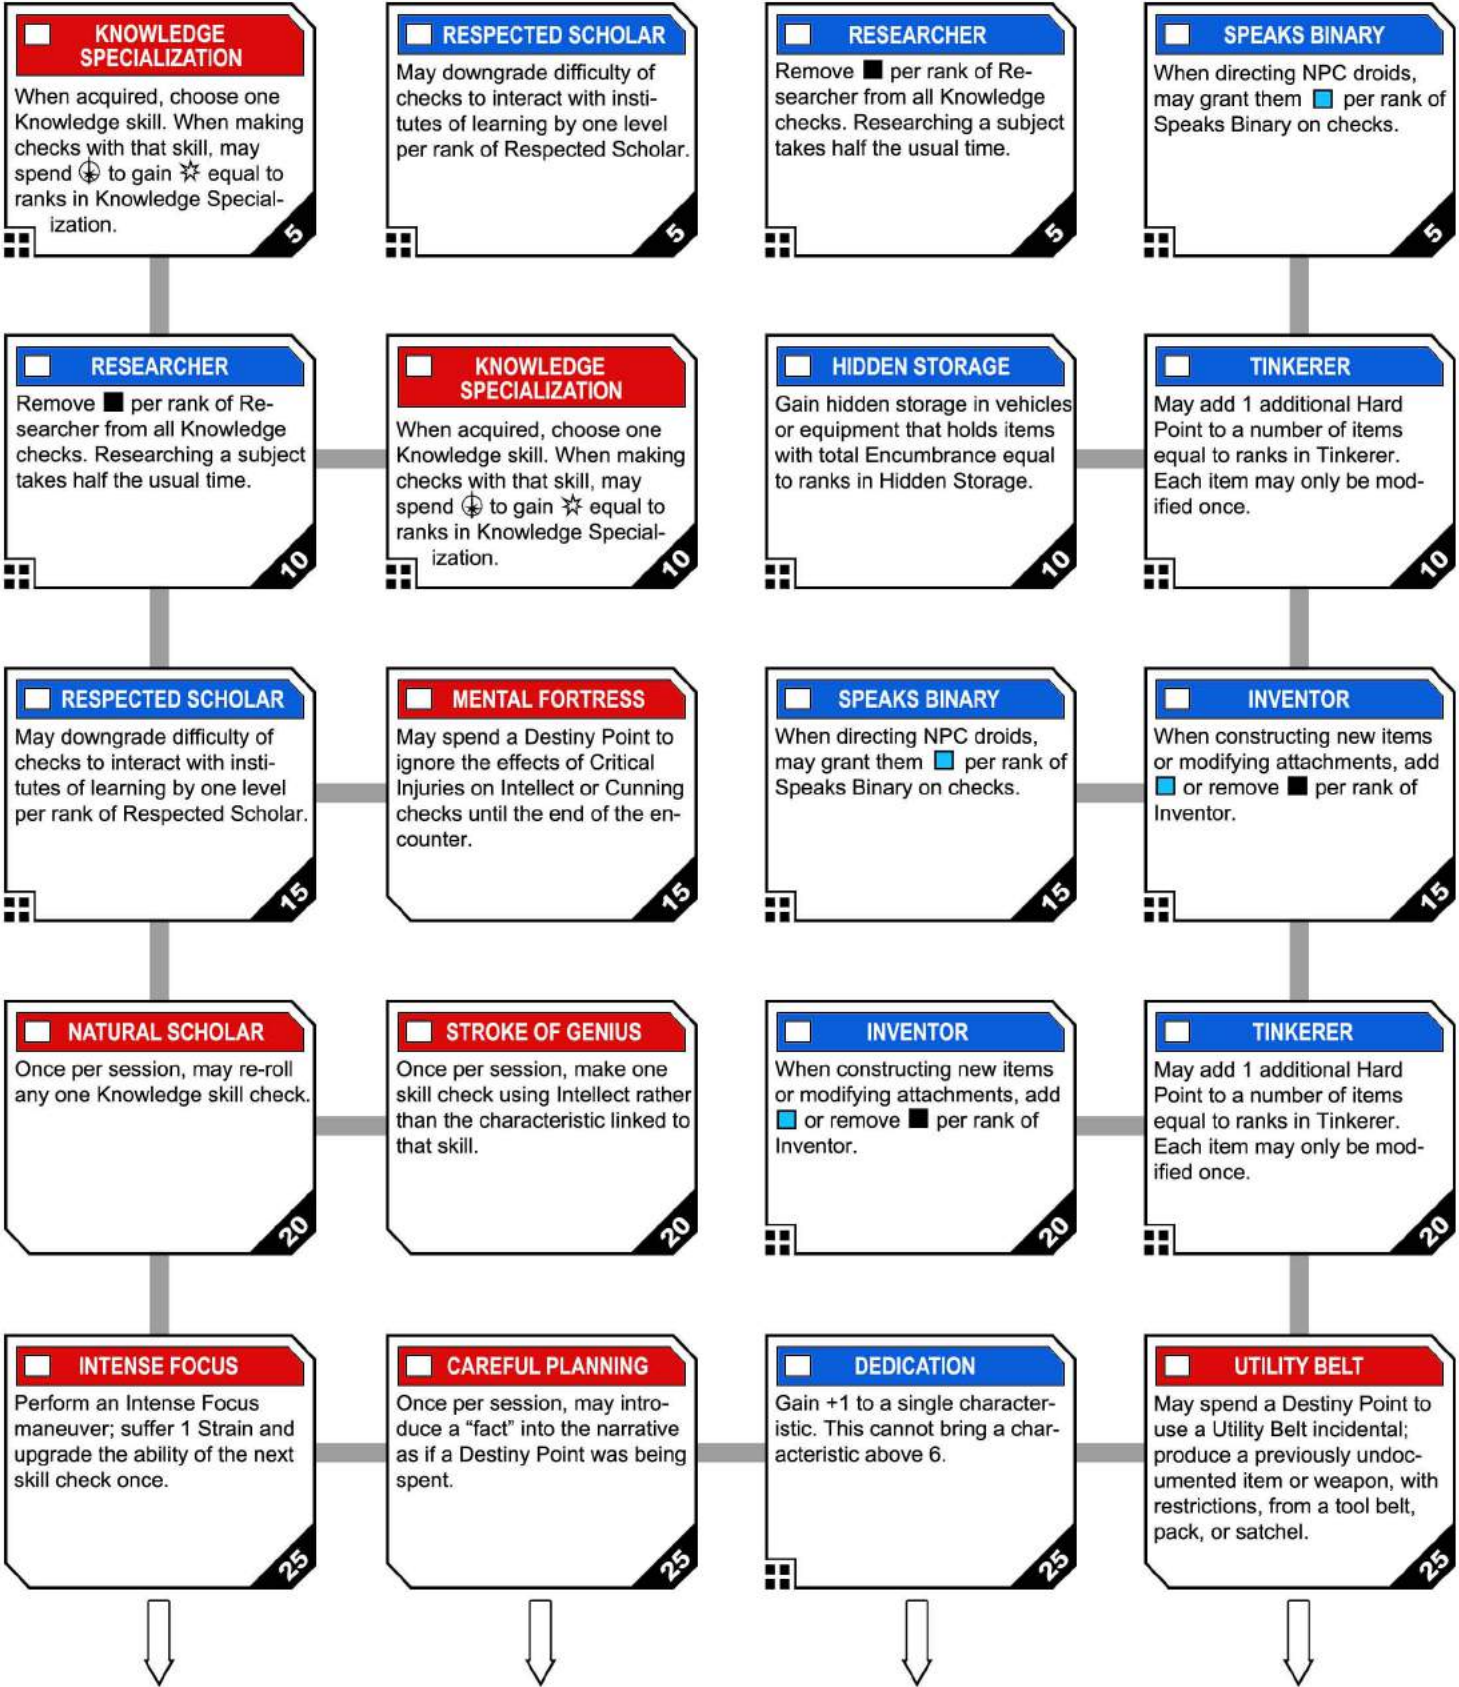 KNOWLEDGE
SPECIALIZATION
When acquired, choose one
Knowledge skill. When making
checks with that skill, may
spend to gain equal to
ranks in Knowledge Special-
ization.
5
RESPECTED SCHOLAR
May downgrade difficulty of
checks to interact with insti-
tutes of learning by one level
per rank of Respected Scholar.
5
RESEARCHER
Remove per rank of Re-
searcher from all Knowledge
checks. Researching a subject
takes half the usual time.
5
SPEAKS BINARY
When directing NPC droids,
may grant them per rank of
Speaks Binary on checks.
5
RESEARCHER
Remove per rank of Re-
searcher from all Knowledge
checks. Researching a subject
takes half the usual time.
10
KNOWLEDGE
SPECIALIZATION
When acquired, choose one
Knowledge skill. When making
checks with that skill, may
spend to gain equal to
ranks in Knowledge Special-
ization.
10
HIDDEN STORAGE
Gain hidden storage in vehicles
or equipment that holds items
with total Encumbrance equal
to ranks in Hidden Storage.
10
TINKERER
May add 1 additional Hard
Point to a number of items
equal to ranks in Tinkerer.
Each item may only be mod-
ified once.
10
RESPECTED SCHOLAR
May downgrade difficulty of
checks to interact with insti-
tutes of learning by one level
per rank of Respected Scholar.
15
MENTAL FORTRESS
May spend a Destiny Point to
ignore the effects of Critical
Injuries on Intellect or Cunning
checks until the end of the en-
counter.
15
SPEAKS BINARY
When directing NPC droids,
may grant them per rank of
Speaks Binary on checks.
15
INVENTOR
When constructing new items
or modifying attachments, add
or remove per rank of
Inventor.
15
NATURAL SCHOLAR
Once per session, may re-roll
any one Knowledge skill check.
20
STROKE OF GENIUS
Once per session, make one
skill check using Intellect rather
than the characteristic linked to
that skill.
20
INVENTOR
When constructing new items
or modifying attachments, add
or remove per rank of
Inventor.
20
TINKERER
May add 1 additional Hard
Point to a number of items
equal to ranks in Tinkerer.
Each item may only be mod-
ified once.
20
INTENSE FOCUS
Perform an Intense Focus
maneuver; suffer 1 Strain and
upgrade the ability of the next
skill check once.
25
CAREFUL PLANNING
Once per session, may intro-
duce a “fact” into the narrative
as if a Destiny Point was being
spent.
25
DEDICATION
Gain +1 to a single character-
istic. This cannot bring a char-
acteristic above 6.
25
UTILITY BELT
May spend a Destiny Point to
use a Utility Belt incidental;
produce a previously undoc-
umented item or weapon, with
restrictions, from a tool belt,
pack, or satchel.
25